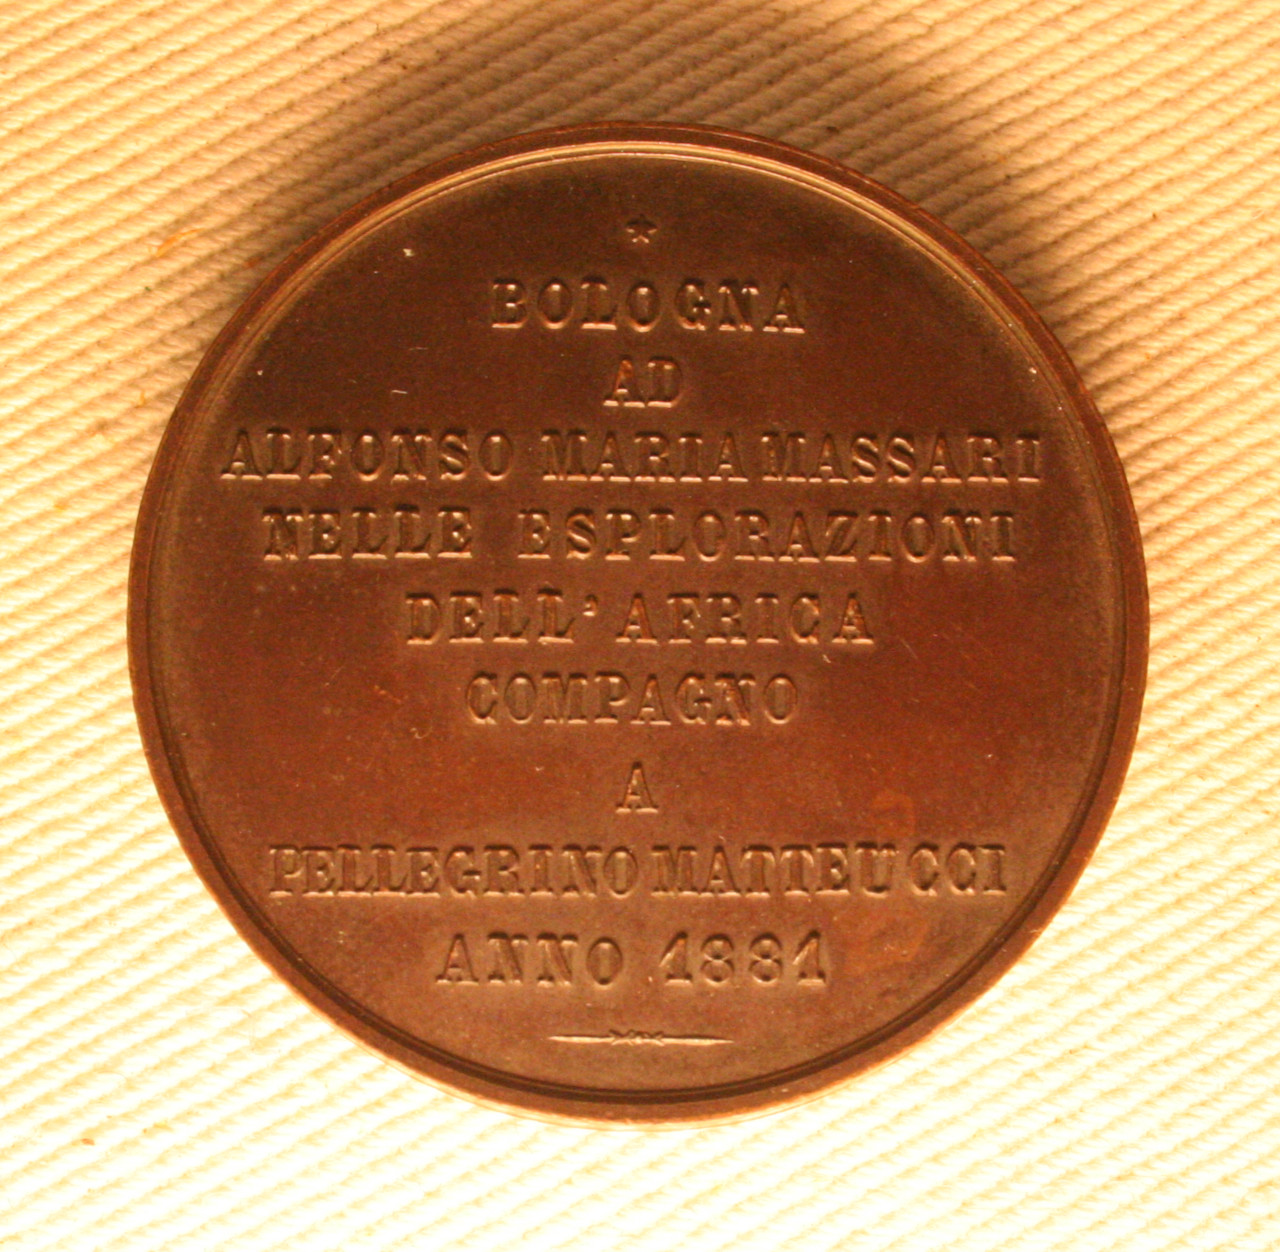 BOLOGNA
AD
ALFONSO MARIA MASSARI
NELLE ESPLORAZIONI
DELL'AFRICA
COMPAGNO
A
PELLEGRINO MATTEUCCI
ANNO 1881